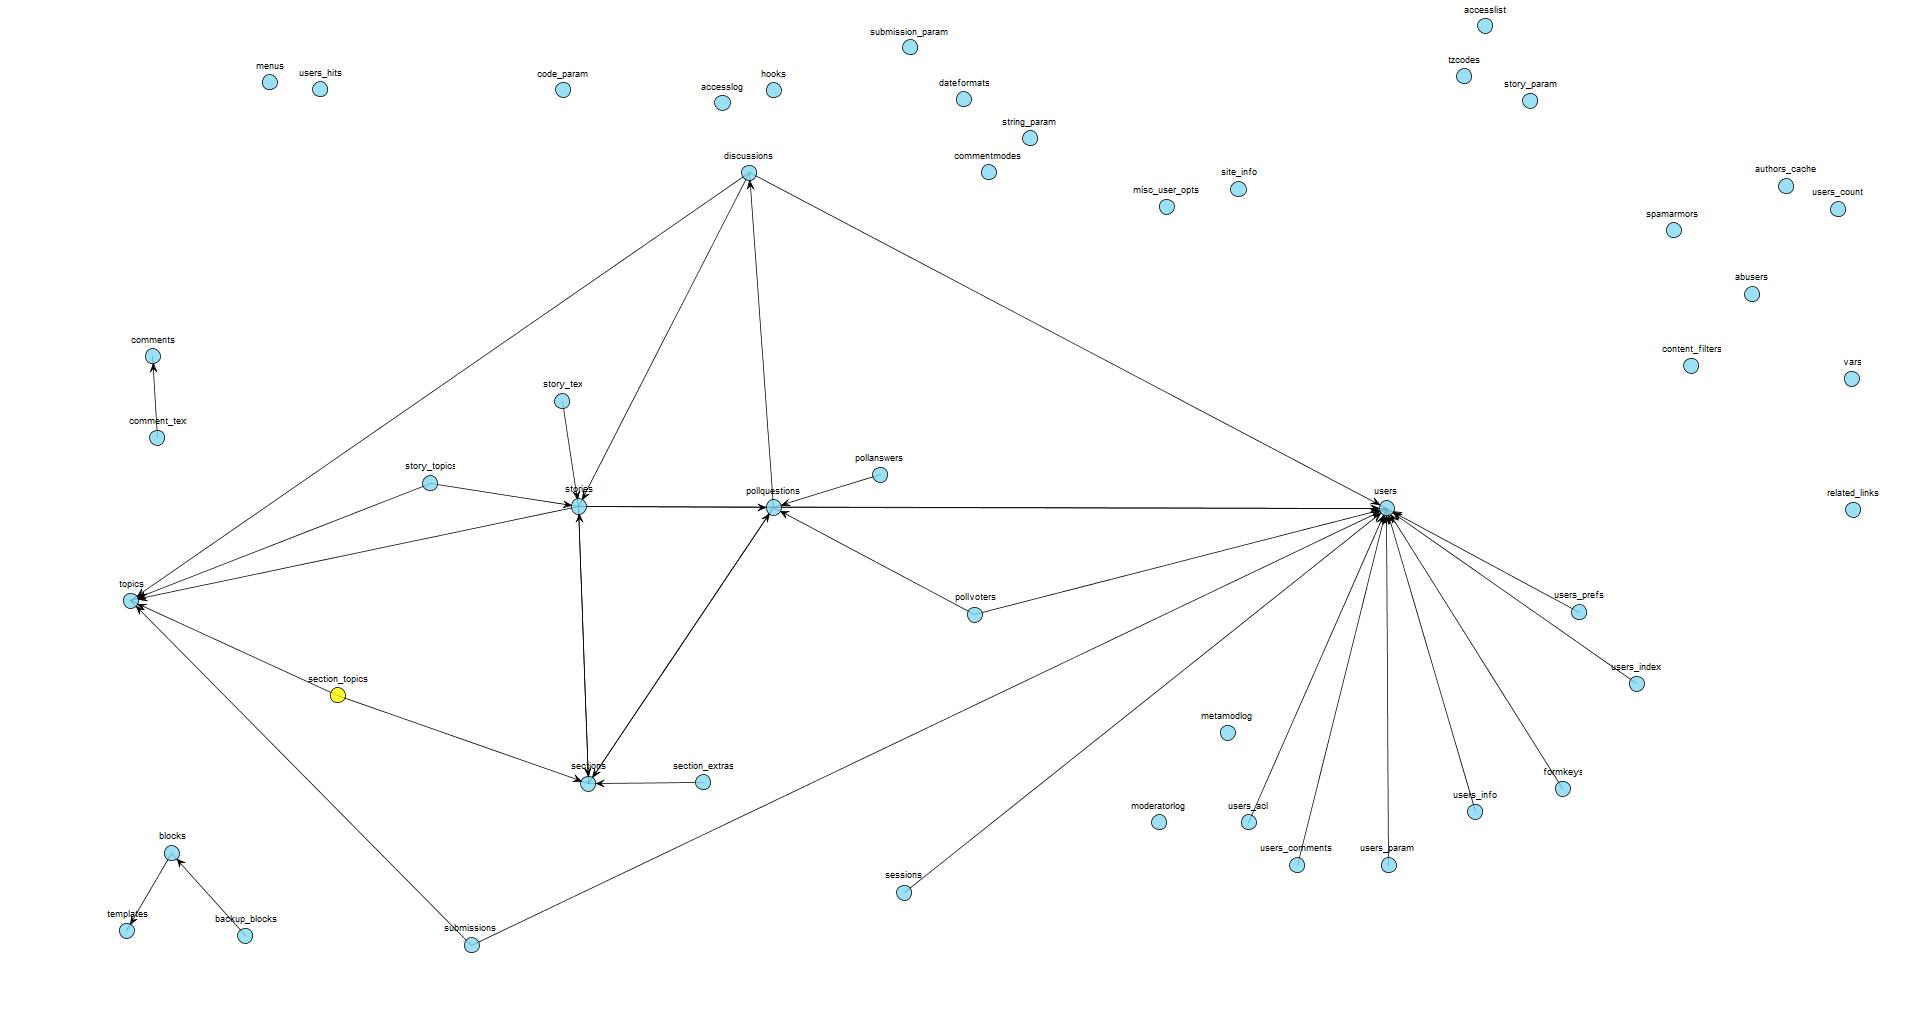 accesslist
submission_param
tzcodes
menus
users_hits
code_param
hooks
accesslog
dateformats
story_param
string_param
discussions
commentmodes
authors_cache
site_info
misc_user_opts
users_count
spamarmors
abusers
comments
content_filters
vars
story_tex
comment_tex
pollanswers
story_topics
stories
pollquestions
users
related_links
topics
pollvoters
users_prefs
users_index
section_topics
metamodlog
sections
section_extras
formkeys
users_info
moderatorlog
users_acl
blocks
users_comments
users_param
sessions
templates
backup_blocks
submissions